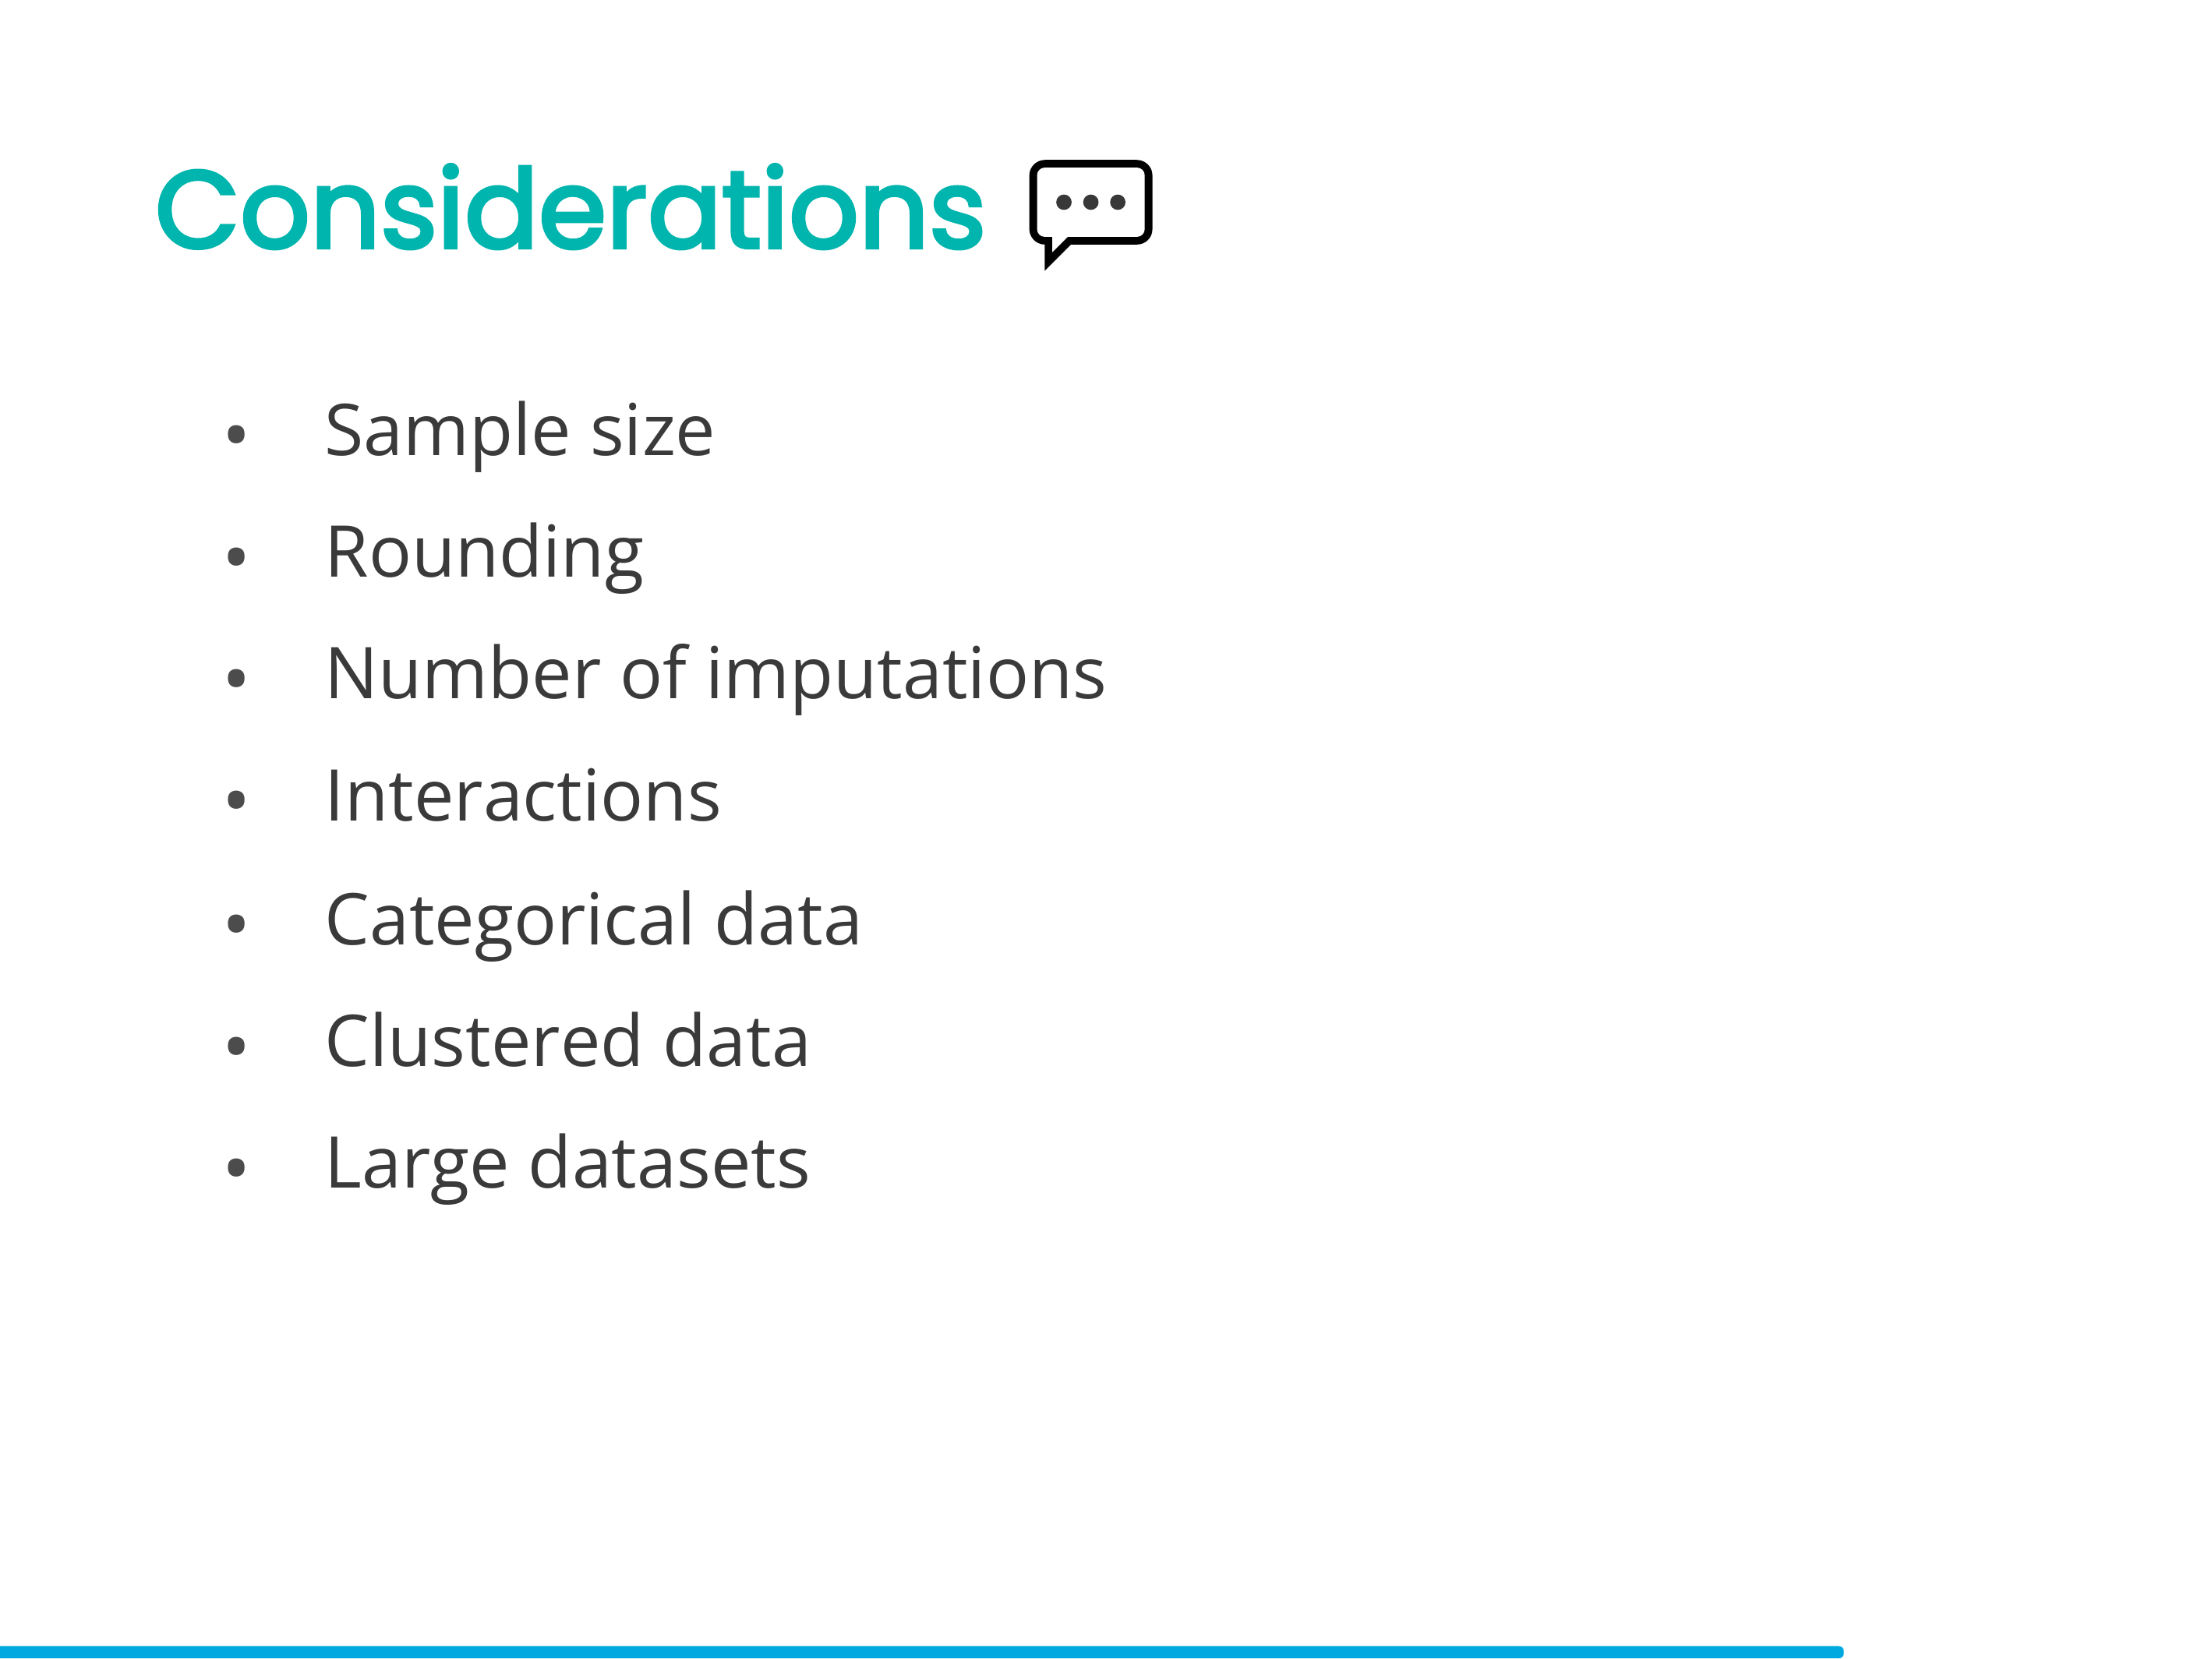 Considerations
• Sample size
• Rounding
• Number of imputations
• Interactions
• Categorical data
• Clustered data
• Large datasets